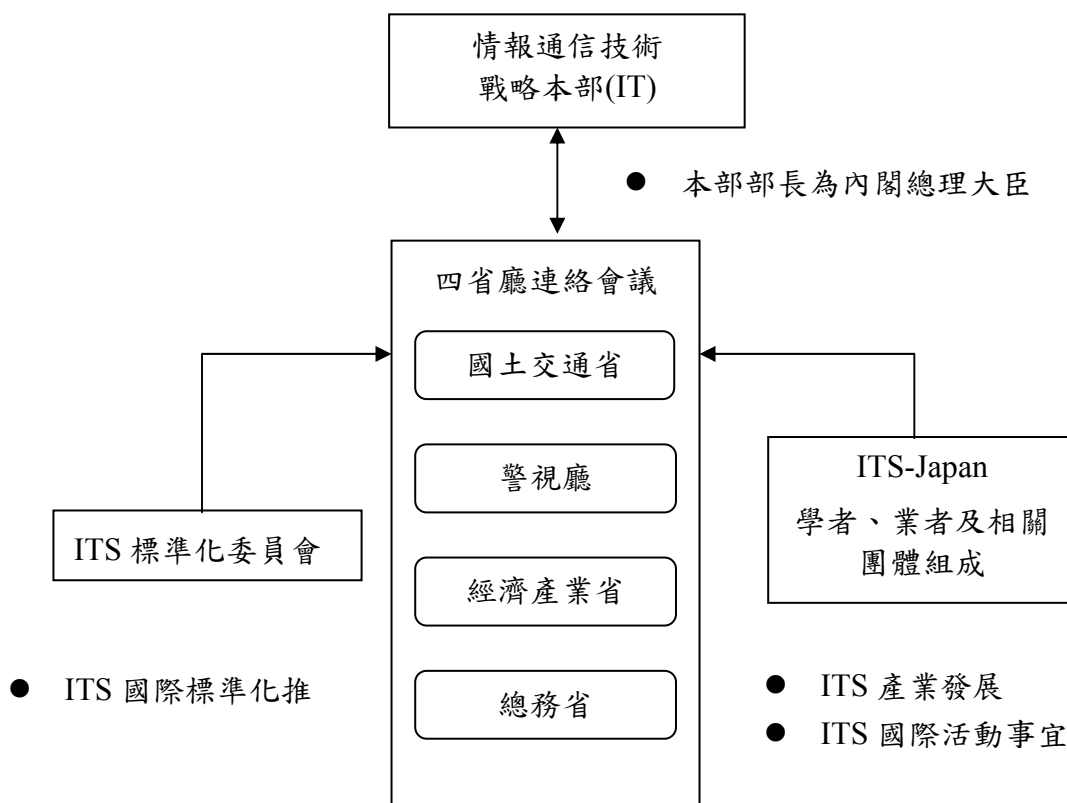 情報通信技術
戰略本部(IT)
● 本部部長為內閣總理大臣
四省廳連絡會議
國土交通省
警視廳
經濟產業省
總務省
ITS 標準化委員會
● ITS 國際標準化推
ITS-Japan
學者、業者及相關
團體組成
● ITS 產業發展
● ITS 國際活動事宜